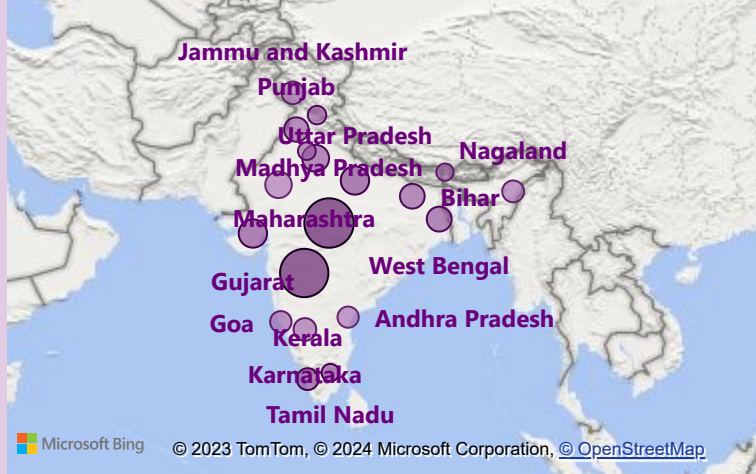 Jammu and Kashmir
Punjab
Uttar Pradesh
Nagaland
Madhya Pradesh
Bihar
Maharashtra
West Bengal
Gujarat
Andhra Pradesh
Goa
Kerala
Karnataka
Tamil Nadu
Microsoft Bing
© 2023 TomTom, © 2024 Microsoft Corporation, © OpenStreetMap